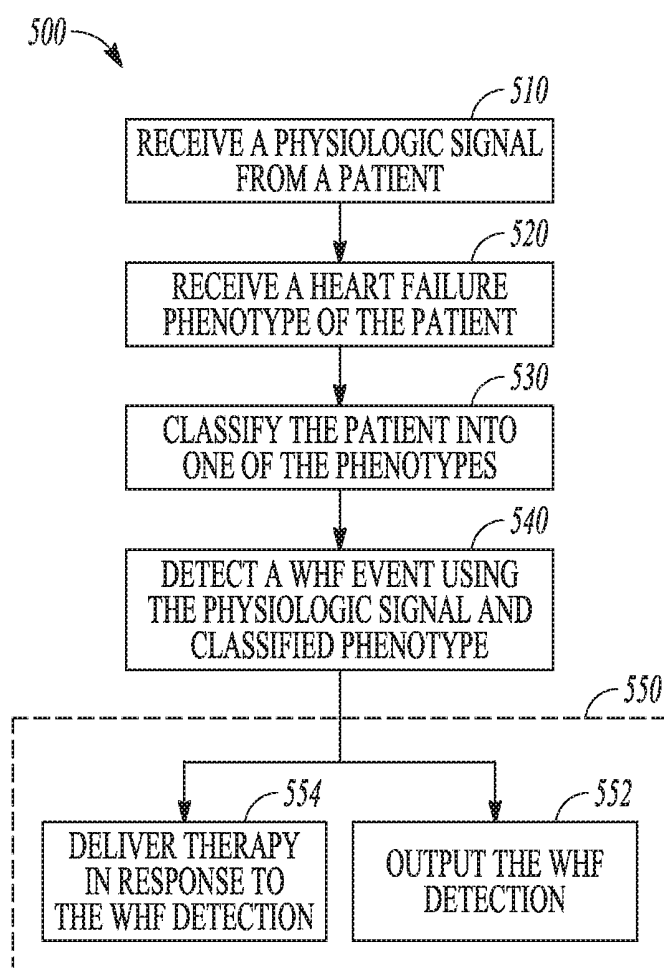 500
510
RECEIVE A PHYSIOLOGIC SIGNAL
FROM A PATIENT
520
RECEIVE A HEART FAILURE
PHENOTYPE OF THE PATIENT
530
CLASSIFY THE PATIENT INTO
ONE OF THE PHENOTYPES
540
DETECT A WHF EVENT USING
THE PHYSIOLOGIC SIGNAL AND
CLASSIFIED PHENOTYPE
550
554
DELIVER THERAPY
IN RESPONSE TO
THE WHF DETECTION
552
OUTPUT THE WHF
DETECTION